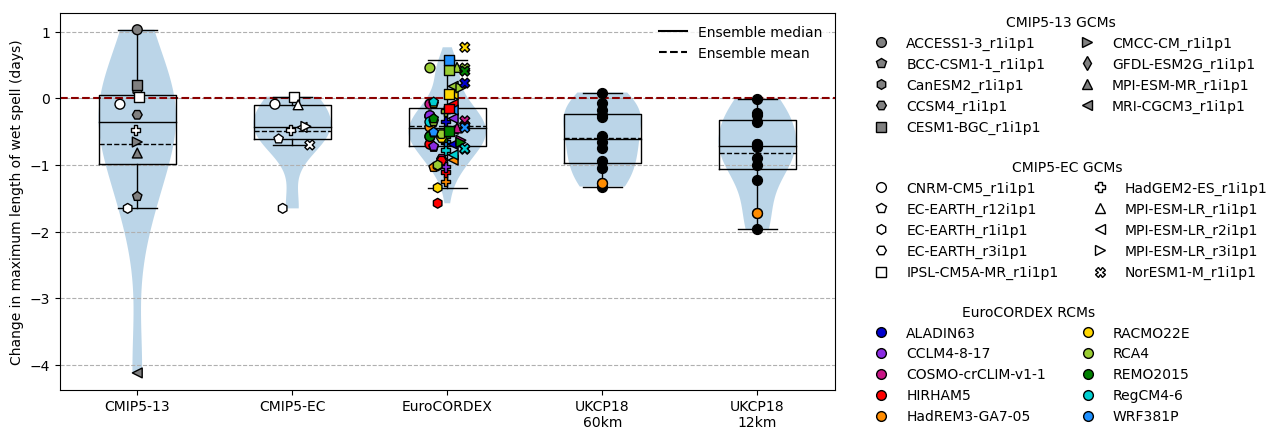 Change in maximum length of wet spell (days)
1
0
−1
−2
−3
−4
Ensemble median
Ensemble mean
CMIP5-13
CMIP5-EC
EuroCORDEX
UKCP18
60km
UKCP18
12km
CMIP5-13 GCMs
ACCESS1-3_r1i1p1
BCC-CSM1-1_r1i1p1
CanESM2_r1i1p1
CCSM4_r1i1p1
CESM1-BGC_r1i1p1
CMCC-CM_r1i1p1
GFDL-ESM2G_r1i1p1
MPI-ESM-MR_r1i1p1
MRI-CGCM3_r1i1p1
CMIP5-EC GCMs
CNRM-CM5_r1i1p1
EC-EARTH_r12i1p1
EC-EARTH_r1i1p1
EC-EARTH_r3i1p1
IPSL-CM5A-MR_r1i1p1
HadGEM2-ES_r1i1p1
MPI-ESM-LR_r1i1p1
MPI-ESM-LR_r2i1p1
MPI-ESM-LR_r3i1p1
NorESM1-M_r1i1p1
EuroCORDEX RCMs
ALADIN63
CCLM4-8-17
COSMO-crCLIM-v1-1
HIRHAM5
HadREM3-GA7-05
RACMO22E
RCA4
REMO2015
RegCM4-6
WRF381P